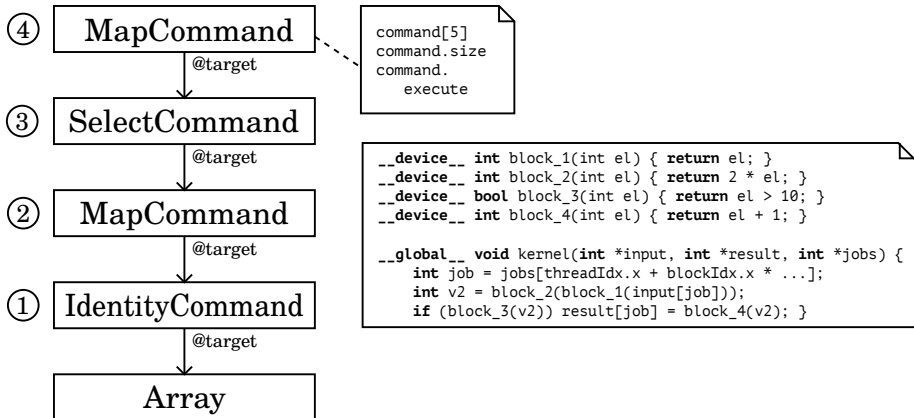 ④ MapCommand
@target
③ SelectCommand
@target
② MapCommand
@target
① IdentityCommand
@target
Array
command[5]
command.size
command.
execute
__device__ int block_1(int el) { return el; }
__device__ int block_2(int el) { return 2 * el; }
__device__ bool block_3(int el) { return el > 10; }
__device__ int block_4(int el) { return el + 1; }
__global__ void kernel(int *input, int *result, int *jobs) {
int job = jobs[threadIdx.x + blockIdx.x * ...];
int v2 = block_2(block_1(input[job]));
if (block_3(v2)) result[job] = block_4(v2); }